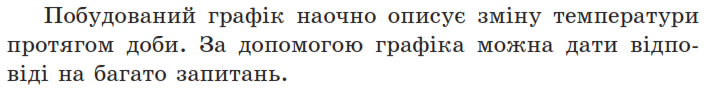 Побудований графік наочно описує зміну температури
протягом доби. За допомогою графіка можна дати відпо-
віді на багато запитань.